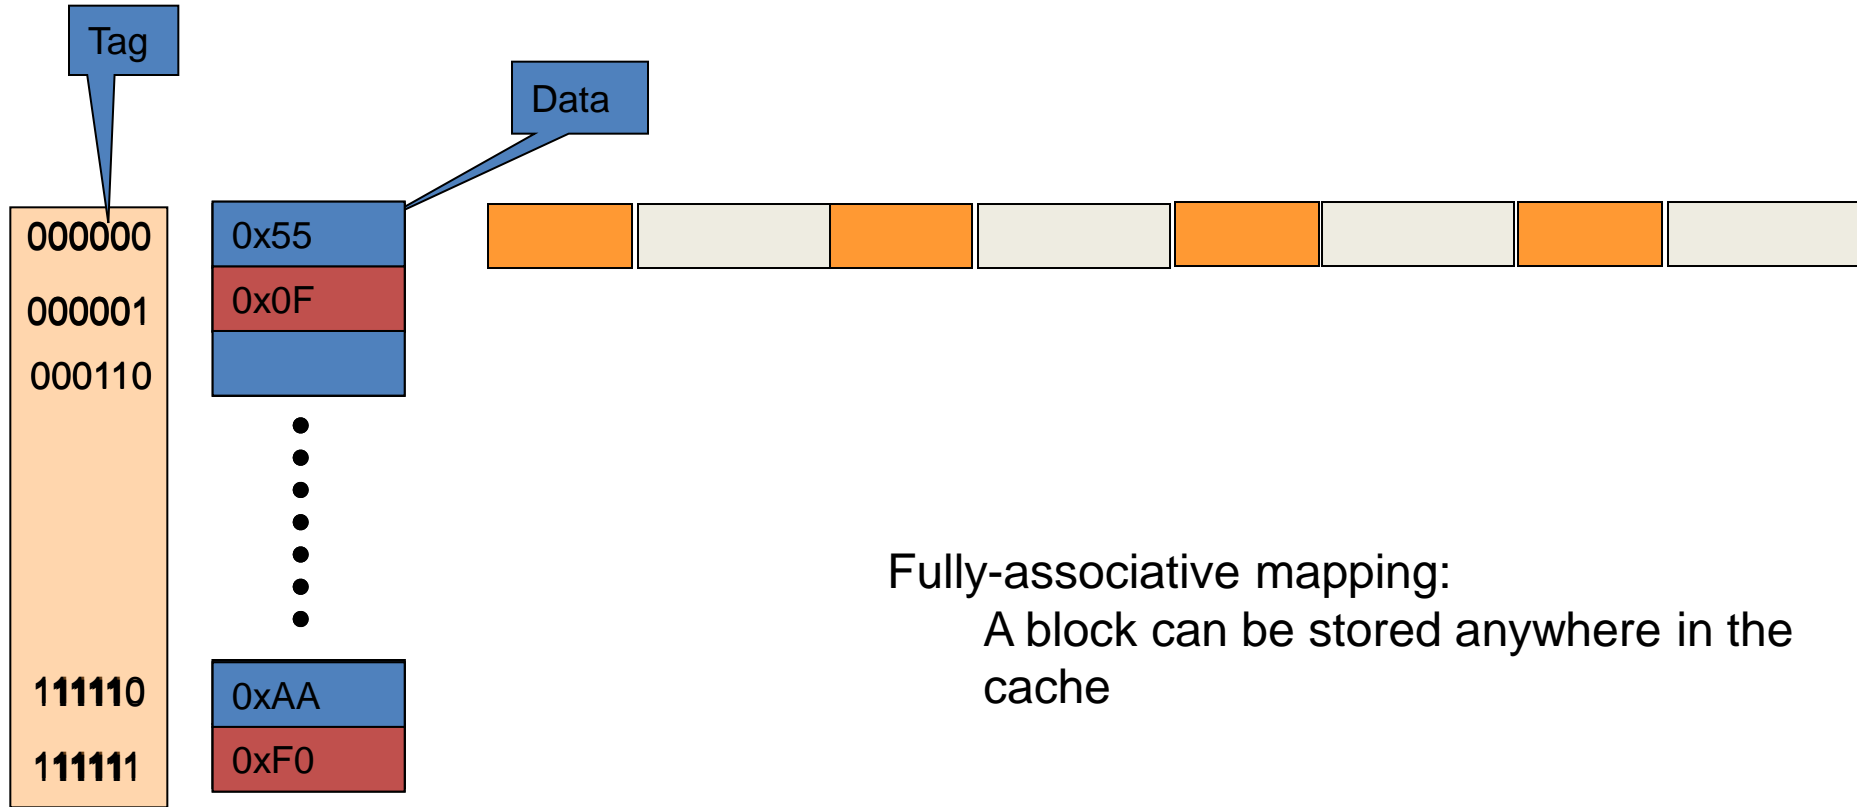 Tag
Data
000000
0x55
000001
0x0F
000110
111110
0xAA
111111
0xF0
Fully-associative mapping:
A block can be stored anywhere in the
cache